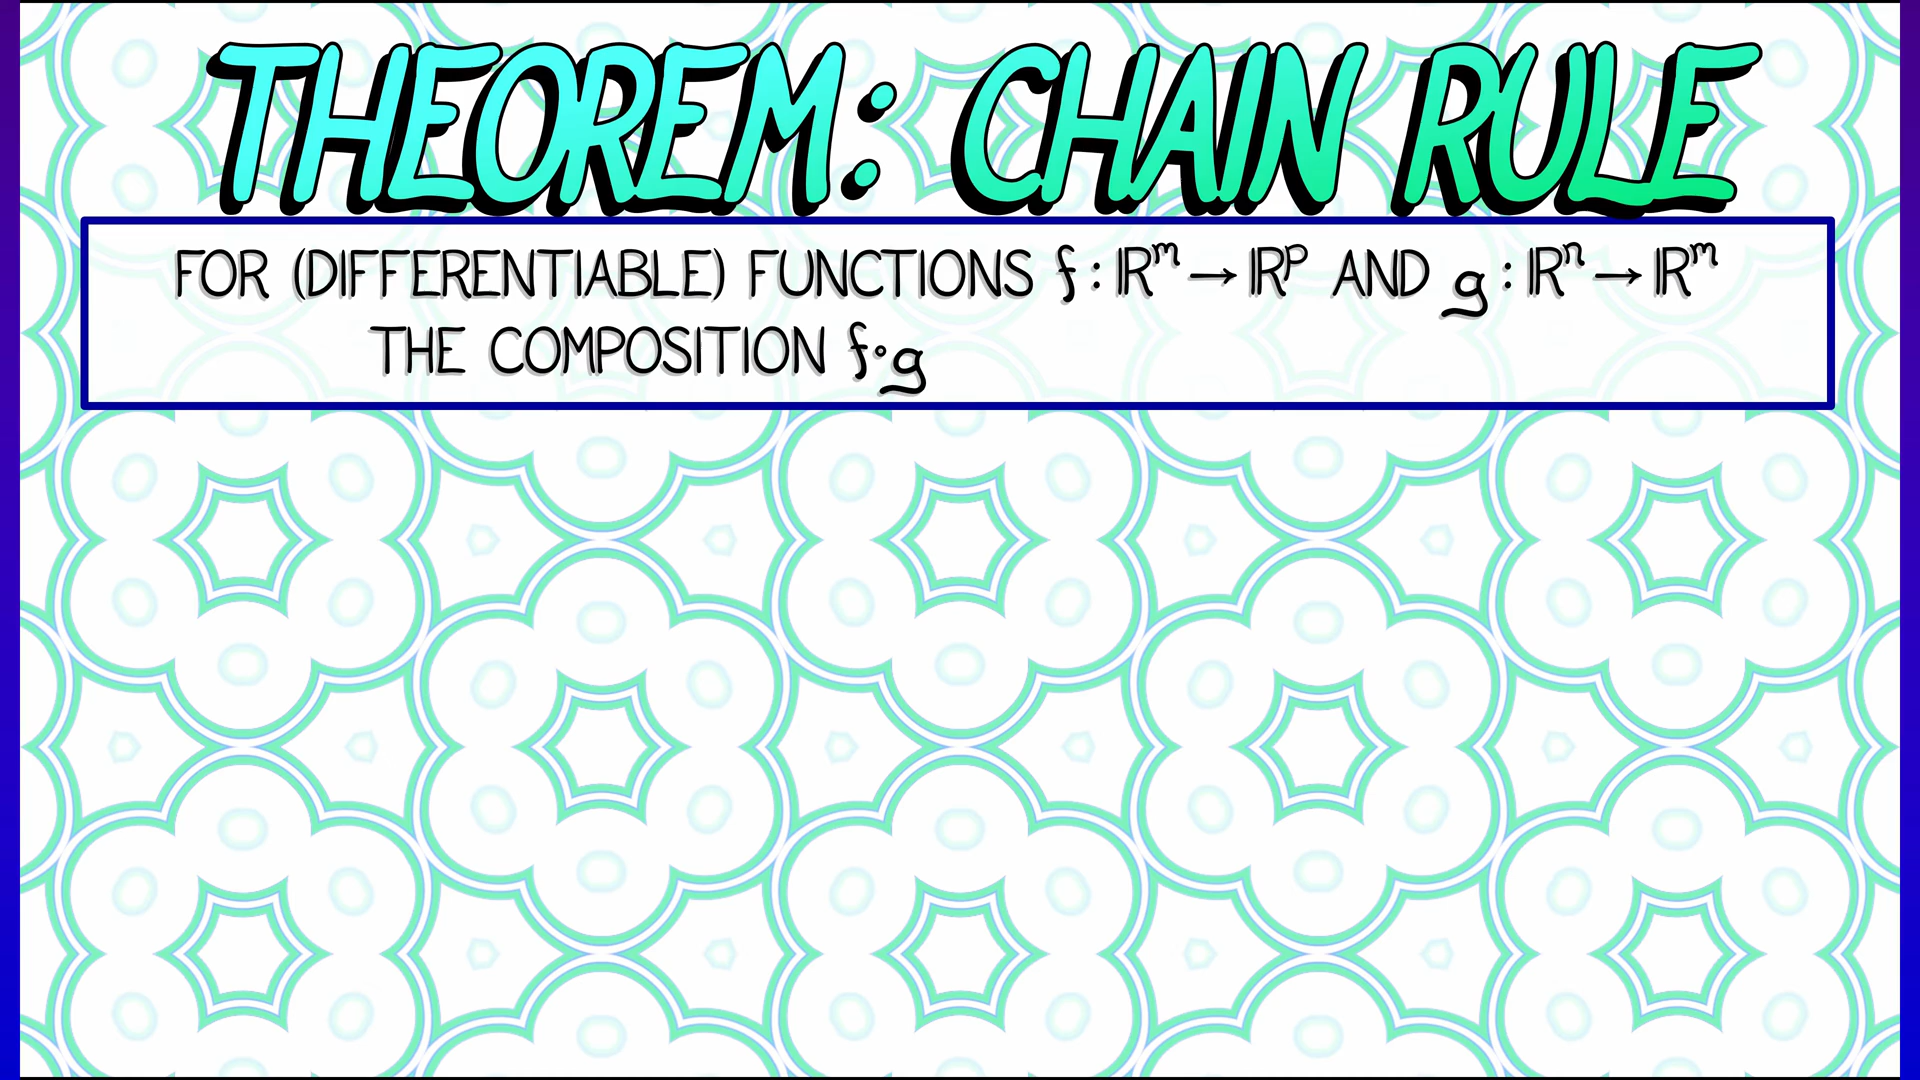 THEOREM: CHAIN RULE
FOR (DIFFERENTIABLE) FUNCTIONS f : ℝᵐ → ℝᵖ AND g : ℝⁿ → ℝᵐ
THE COMPOSITION f∘g